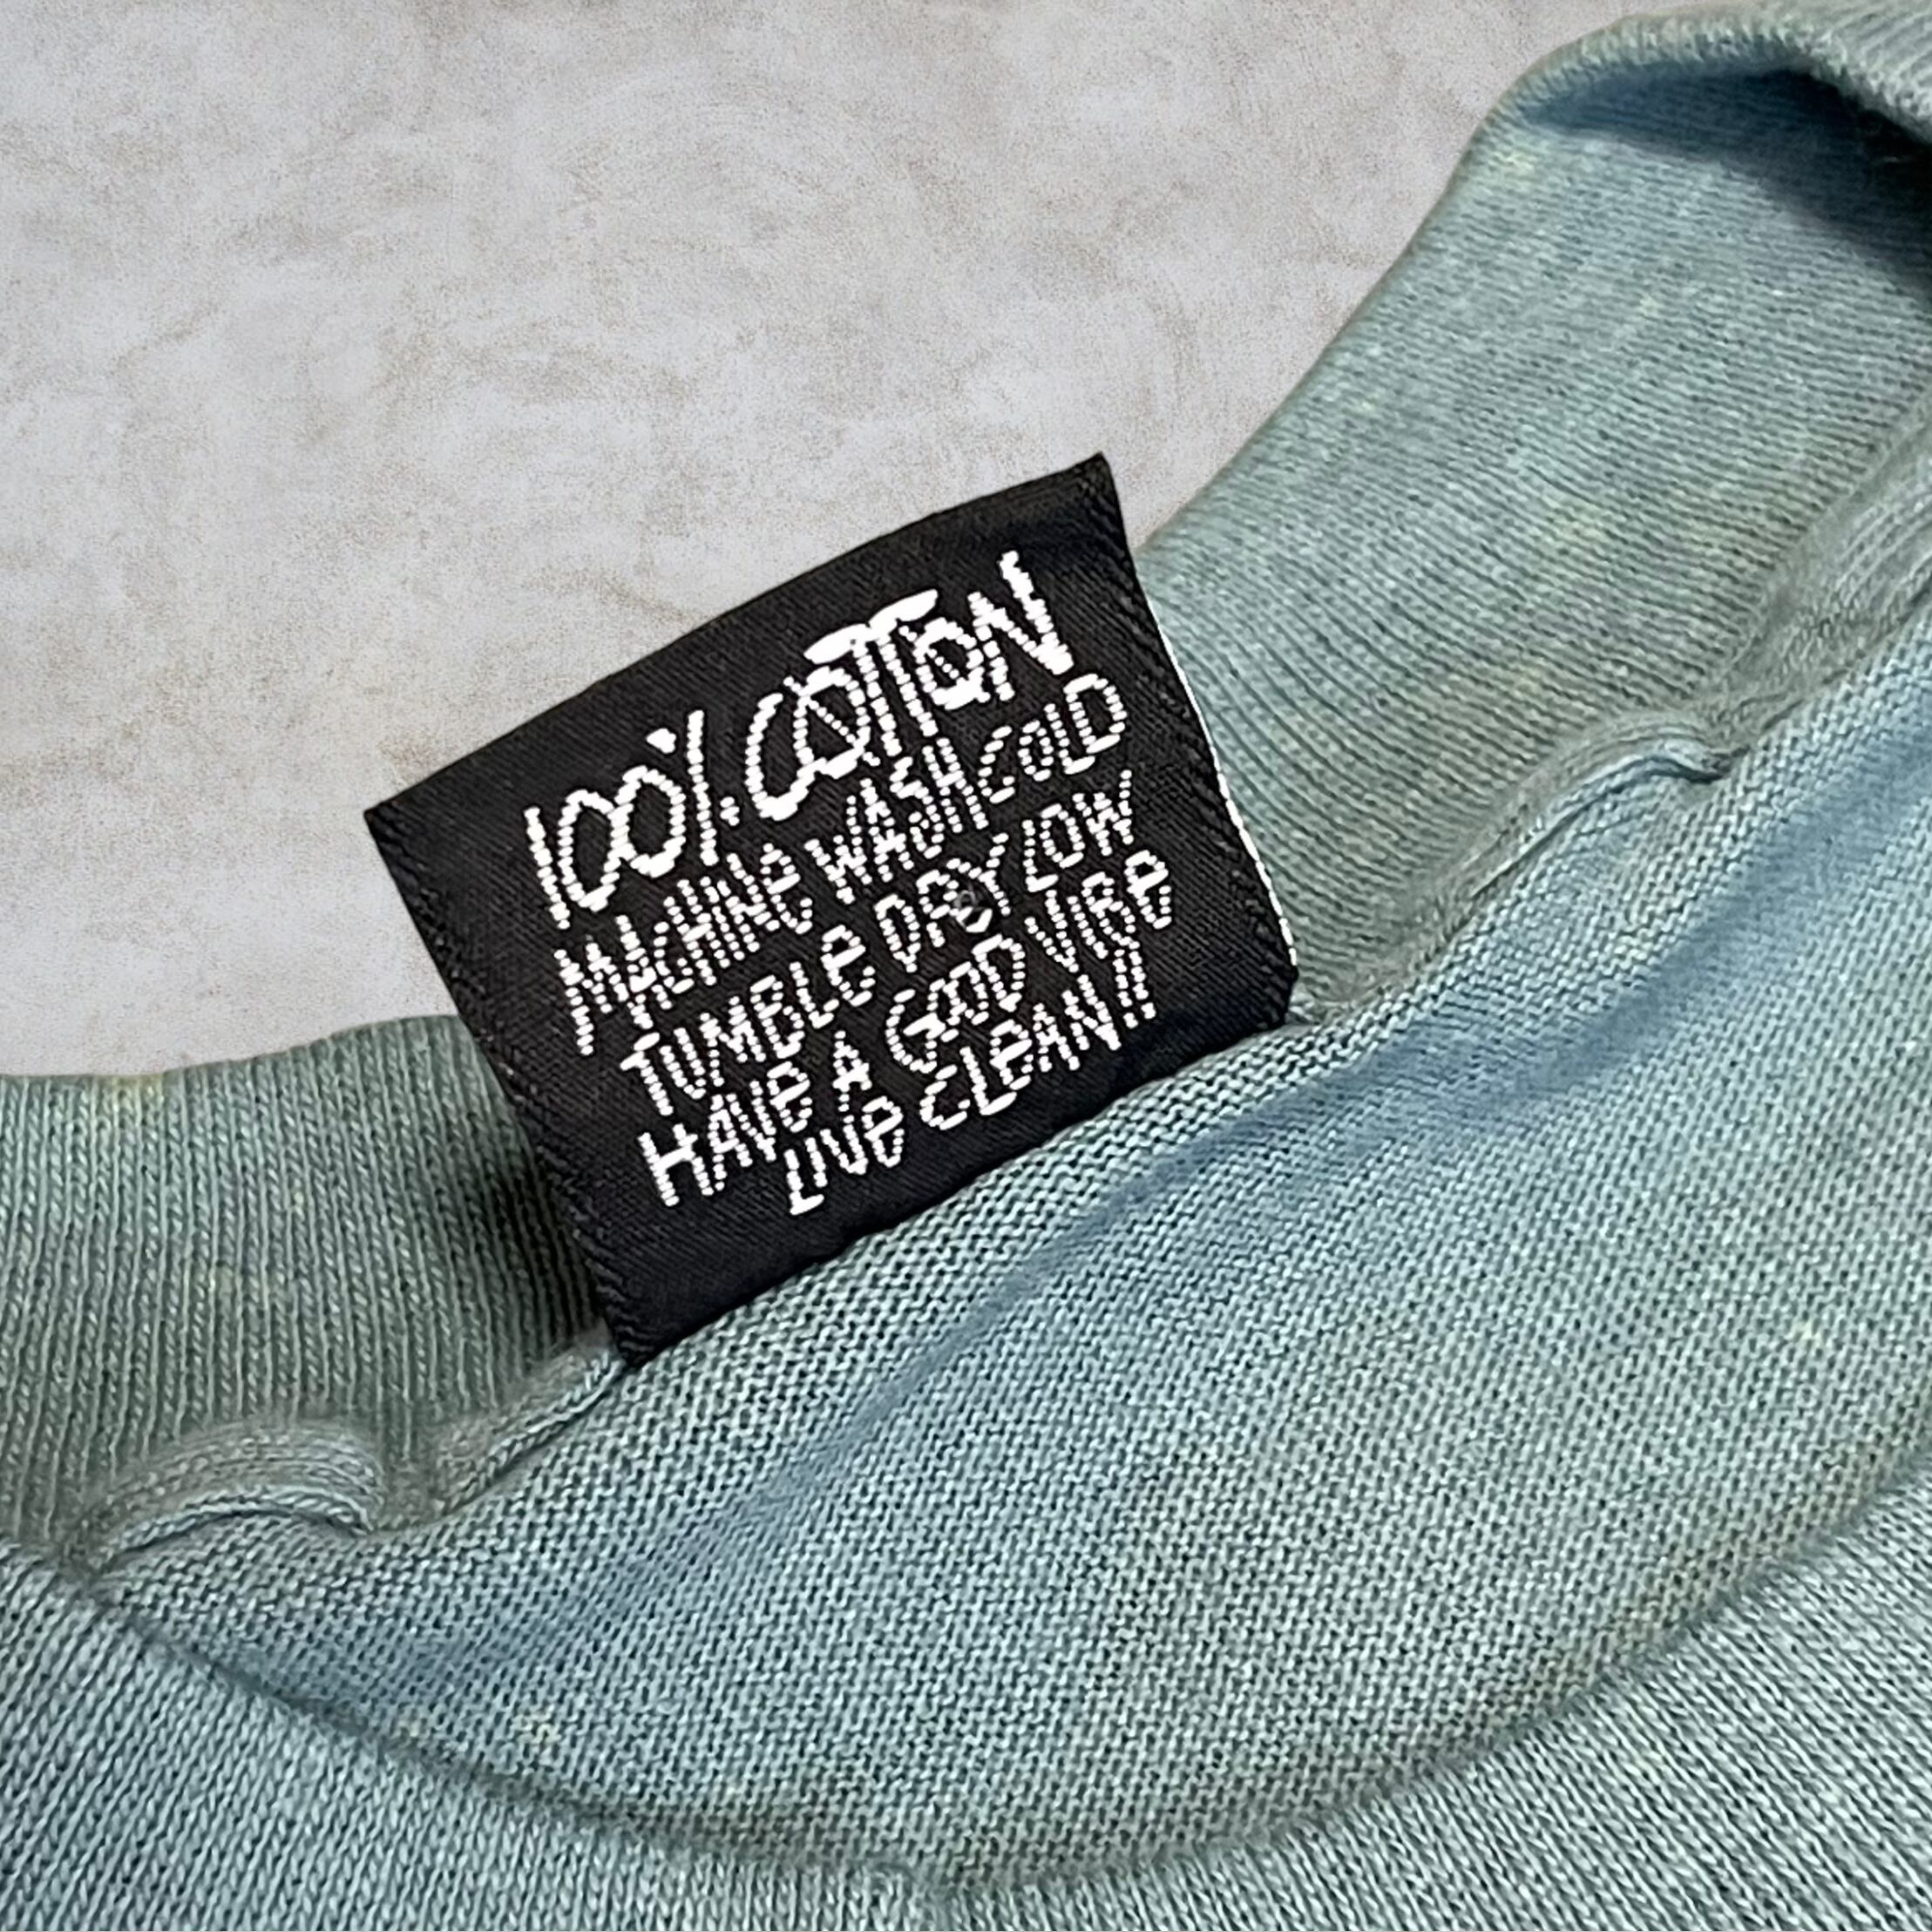 100% COTTON
MACHINe WASH COLD
TUMBLe DRY LOW
HAVe A GOOD VIBe
LIVe CLeAN!!